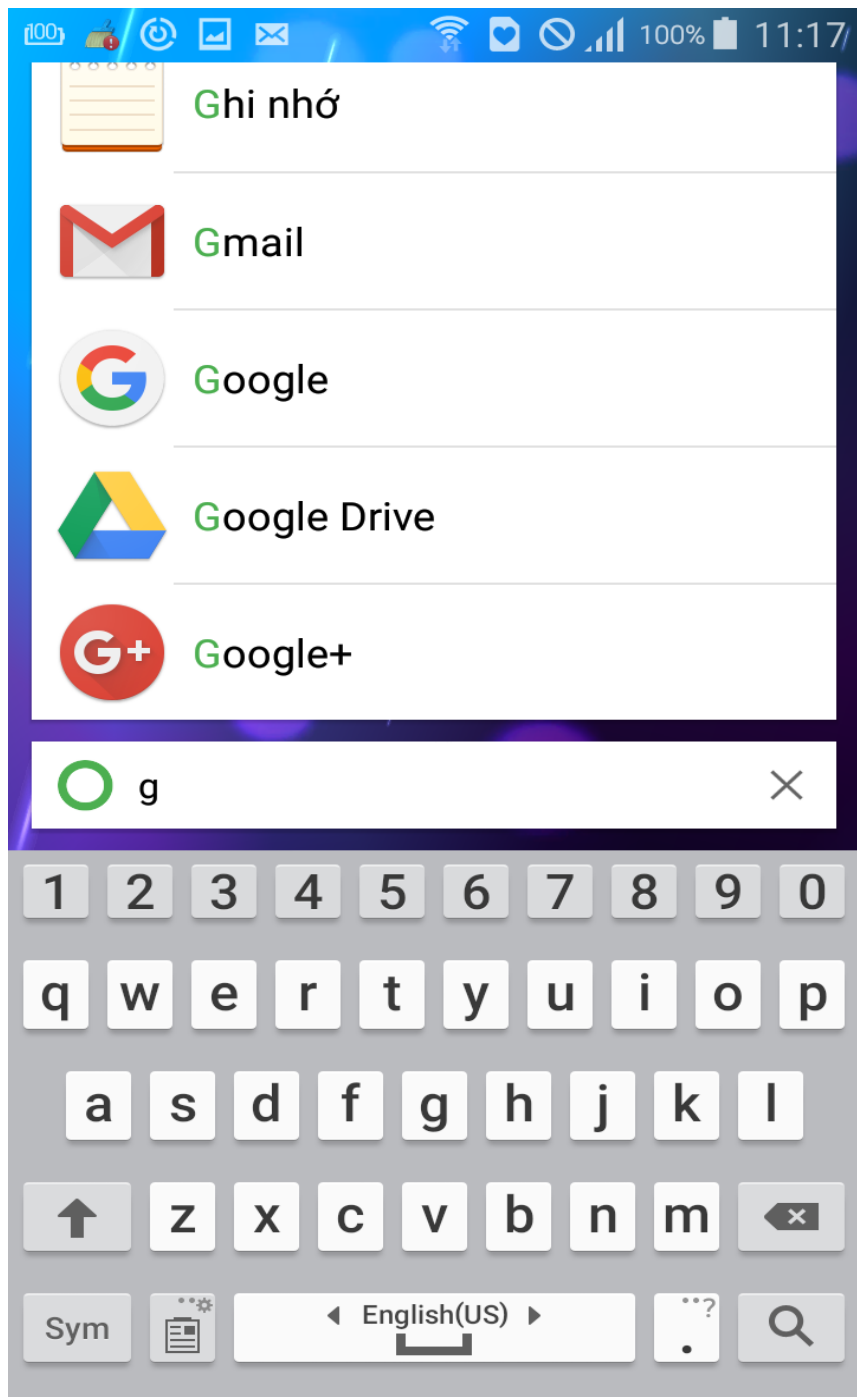 100 100% 11:17
Ghi nhớ
Gmail
Google
Google Drive
G+ Google+
g
1 2 3 4 5 6 7 8 9 0
q w e r t y u i o p
a s d f g h j k l
z x c v b n m
Sym English(US) . ?